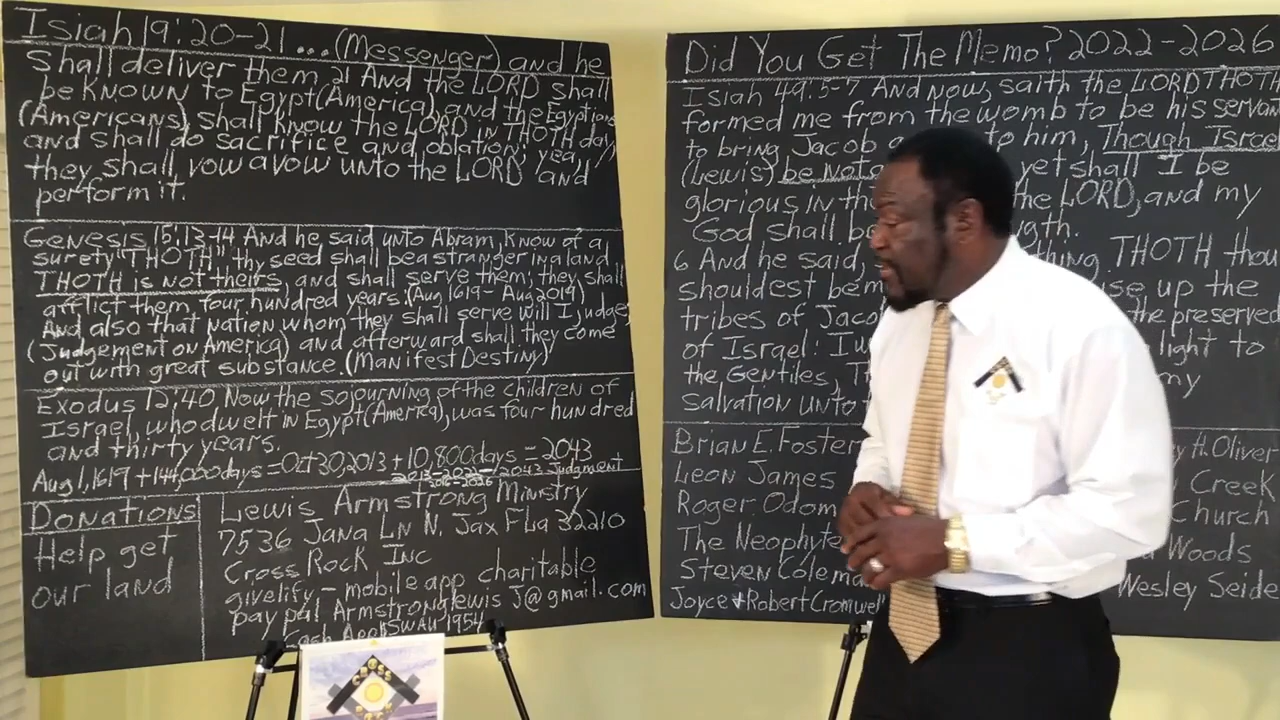 Isiah 19:20-21...(Messenger) and he
shall deliver them 21 And the LORD shall
be known to Egypt (America), and the Egyptions
(Americans) shall know the LORD in THOTH day,
and shall do sacrifice and oblation; yea
they shall vow a vow unto the LORD and
perform it.
Genesis 15:13-14 And he said unto Abram, know of a
surety "THOTH" thy seed shall be a stranger in a land
THOTH is not theirs, and shall serve them; they shall
afflict them four hundred years; (Aug 1619- Aug 2019)
And also that nation whom they shall serve will I judge,
(Judgement on America) and afterward shall they come
out with great substance. (Manifest Destiny)
Exodus 12:40 Now the sojourning of the children of
Israel, who dwelt in Egypt (America), was four hundred
and thirty years.
Aug 1, 1619 + 144,000 days = Oct 30, 2013 + 10,800 days = 2043
2043 Judgment
Donations
Help get
our land
Lewis Armstrong Ministry
7536 Jana Ln N. Jax Fla 32210
Cross Rock Inc
givelify - mobile app charitable
pay pal Armstronglewis J@gmail.com
Cash App
Did You Get The Memo? 2022-2026
Isiah 49:5-7 And now, saith the LORD THOTH
formed me from the womb to be his servan
to bring Jacob to him, Though Israel
(Lewis) be Not yet shall I be
glorious in the the LORD, and my
God shall be
6 And he said, thing THOTH thou
shouldest be up the
tribes of Jaco the preserved
of Israel: I light to
the Gentiles, my
salvation unto
Brian E. Foster H. Oliver
Leon James Creek
Roger Odom Church
The Neophyte Woods
Steven Colema Wesley Seide
Joyce + Robert Cromwel
CROSS
ROCK